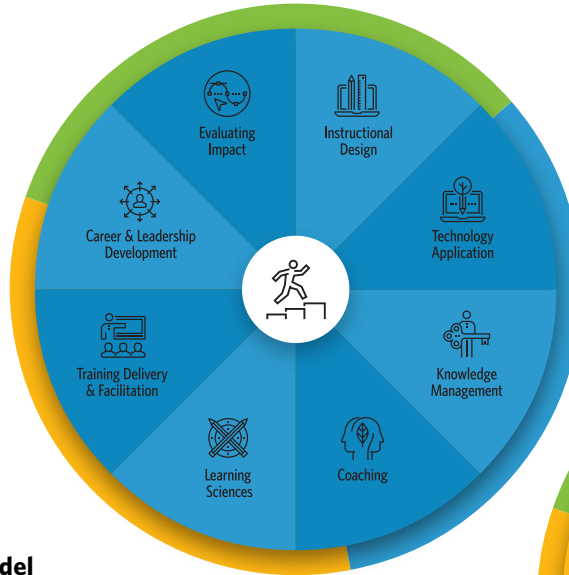 Evaluating
Impact
Instructional
Design
Career & Leadership
Development
Technology
Application
Training Delivery
& Facilitation
Knowledge
Management
Learning
Sciences
Coaching
del